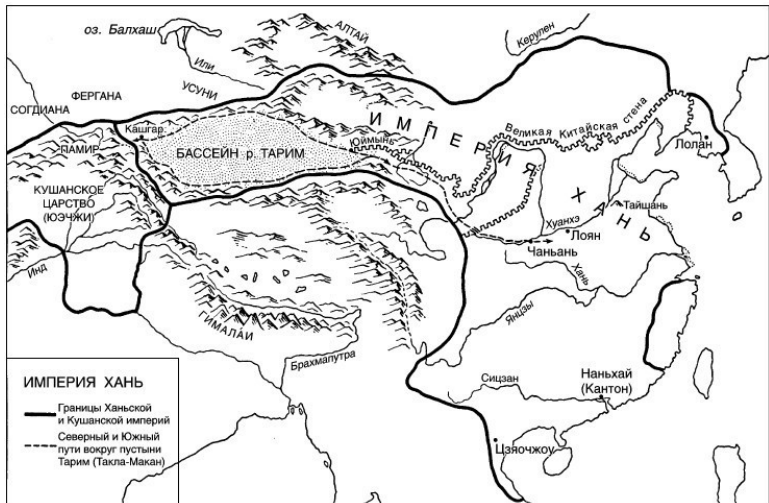 оз. Балхаш
АЛТАЙ
Керулен
Или
ФЕРГАНА
УСУНИ
СОГДИАНА
Кашгар
ПАМИР
БАССЕЙН р. ТАРИМ
Юймынь
ИМПЕРИЯ ХАНЬ
Великая Китайская стена
Лолан
КУШАНСКОЕ
ЦАРСТВО
(ЮЭЧЖИ)
Тайшань
Хуанхэ
Лоян
Чаньань
Инд
Хань
ГИМАЛАИ
Янцзы
Брахмапутра
Сицзан
Наньхай
(Кантон)
Цзяочжоу
ИМПЕРИЯ ХАНЬ
Границы Ханьской
и Кушанской империй
Северный и Южный
пути вокруг пустыни
Тарим (Такла-Макан)